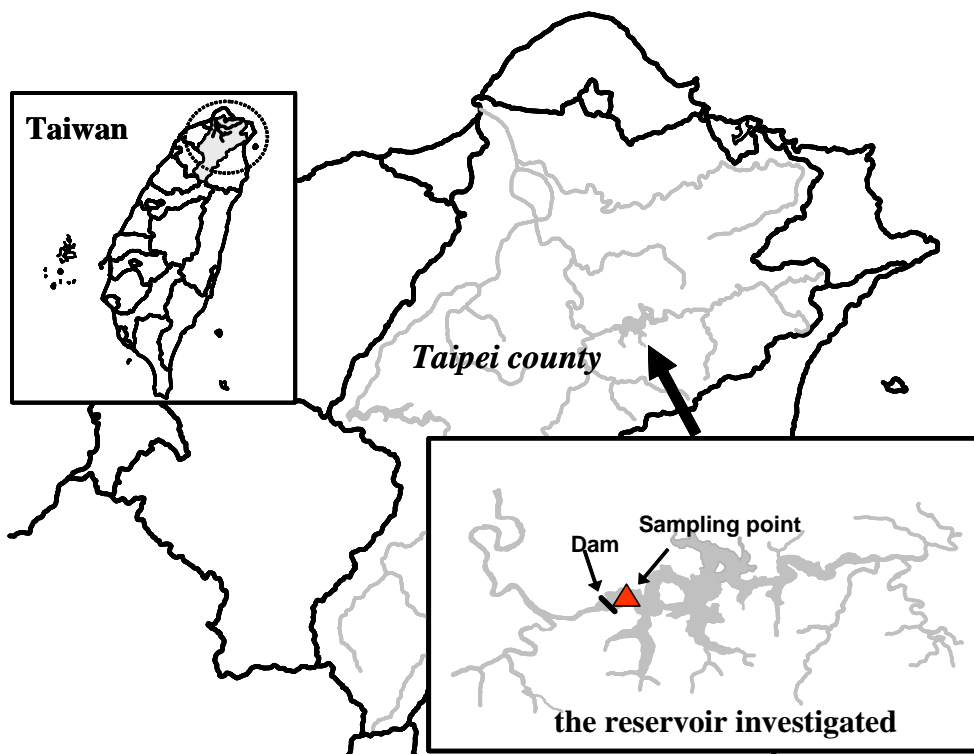 Taiwan
Taipei county
Sampling point
Dam
the reservoir investigated